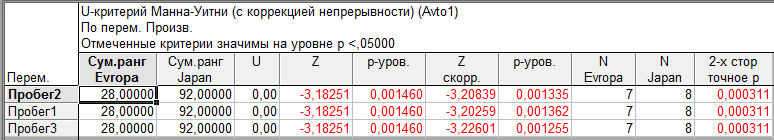 U-критерий Манна-Уитни (с коррекцией непрерывности) (Avto1)
По перем. Произв.
Отмеченные критерии значимы на уровне p <,05000
Перем. Сум.ранг Evropa Сум.ранг Japan U Z p-уров. Z скорр. p-уров. N Evropa N Japan 2-х стор точное p
Пробег2 28,00000 92,00000 0,00 -3,18251 0,001460 -3,20839 0,001335 7 8 0,000311
Пробег1 28,00000 92,00000 0,00 -3,18251 0,001460 -3,20259 0,001362 7 8 0,000311
Пробег3 28,00000 92,00000 0,00 -3,18251 0,001460 -3,22601 0,001255 7 8 0,000311